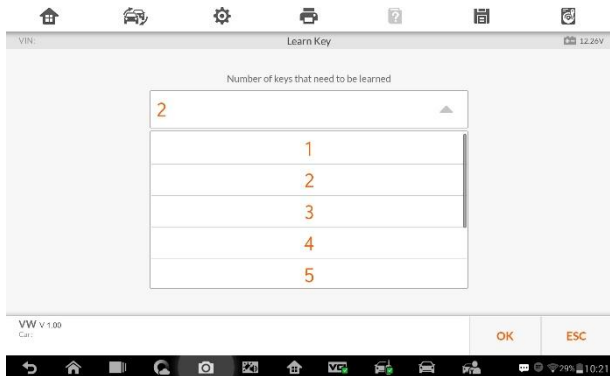 VIN:
Learn Key
12.26V
Number of keys that need to be learned
2
1
2
3
4
5
VW V 1.00
Car:
OK
ESC
29% 10:21